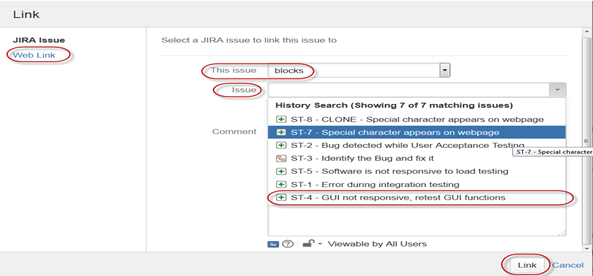 Link
JIRA Issue
Web Link
Select a JIRA issue to link this issue to
This issue blocks
Issue
History Search (Showing 7 of 7 matching issues)
ST-8 - CLONE - Special character appears on webpage
ST-7 - Special character appears on webpage
ST-2 - Bug detected while User Acceptance Testing
ST-7 - Special character
Comment
ST-3 - Identify the Bug and fix it
ST-5 - Software is not responsive to load testing
ST-1 - Error during integration testing
ST-4 - GUI not responsive, retest GUI functions
Viewable by All Users
Link Cancel